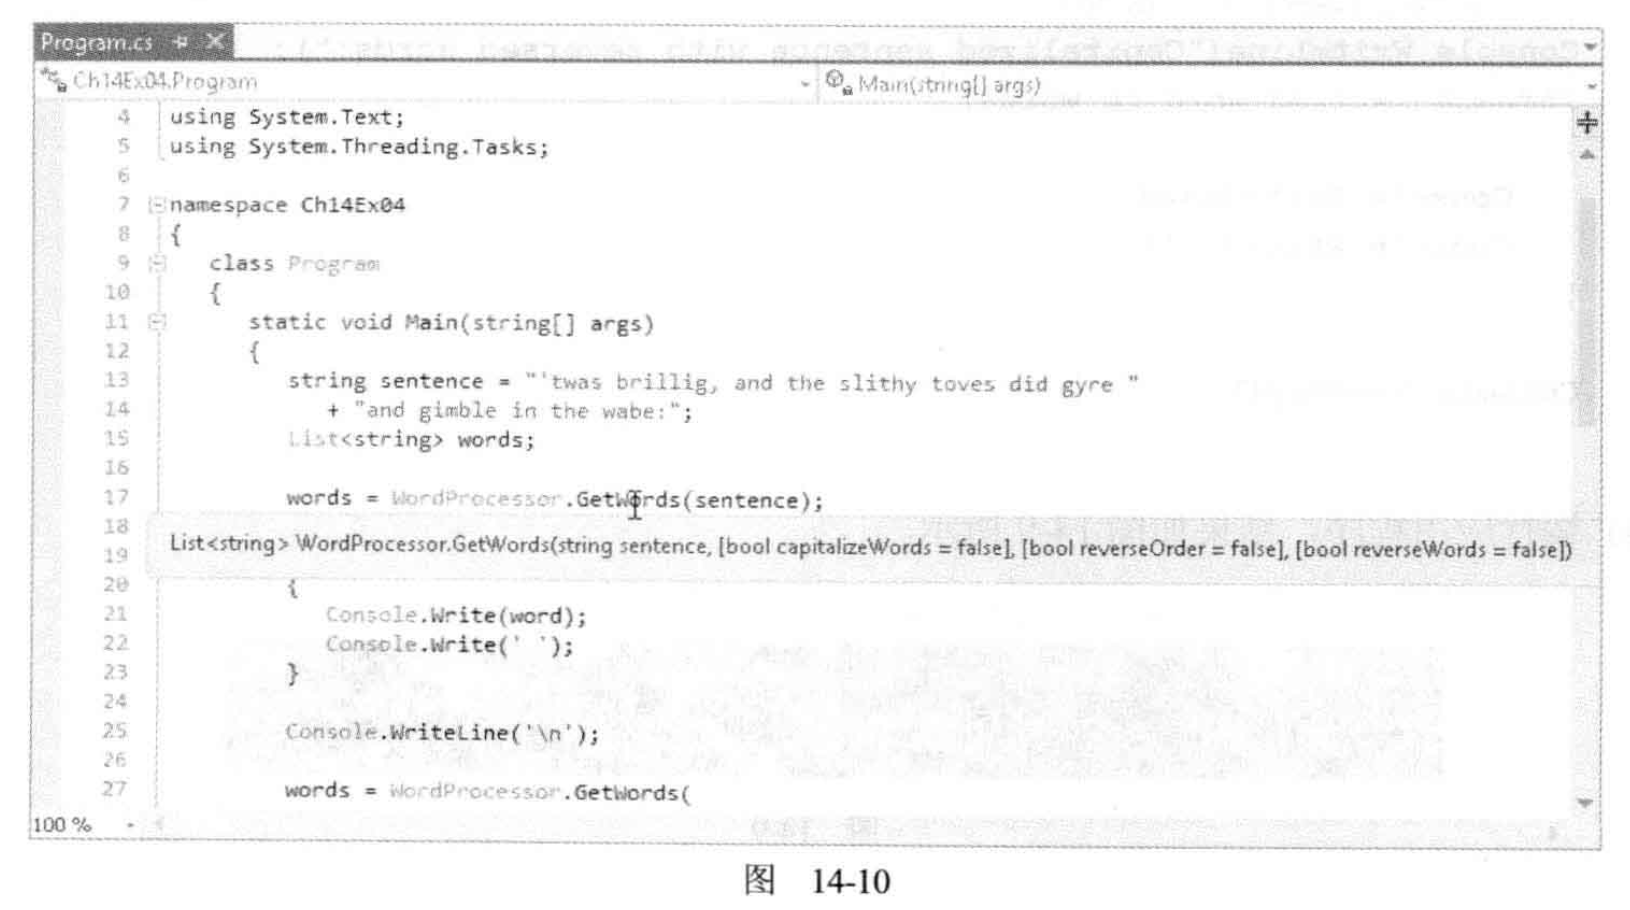 Program.cs
Ch14Ex04.Program
Main(string[] args)
4 using System.Text;
5 using System.Threading.Tasks;
6
7 namespace Ch14Ex04
8 {
9 class Program
10 {
11 static void Main(string[] args)
12 {
13 string sentence = "'twas brillig, and the slithy toves did gyre "
14 + "and gimble in the wabe:";
15 List<string> words;
16
17 words = WordProcessor.GetWords(sentence);
18
List<string> WordProcessor.GetWords(string sentence, [bool capitalizeWords = false], [bool reverseOrder = false], [bool reverseWords = false])
19
20 {
21 Console.Write(word);
22 Console.Write(' ');
23 }
24
25 Console.WriteLine('\n');
26
27 words = WordProcessor.GetWords(
100 %
图 14-10